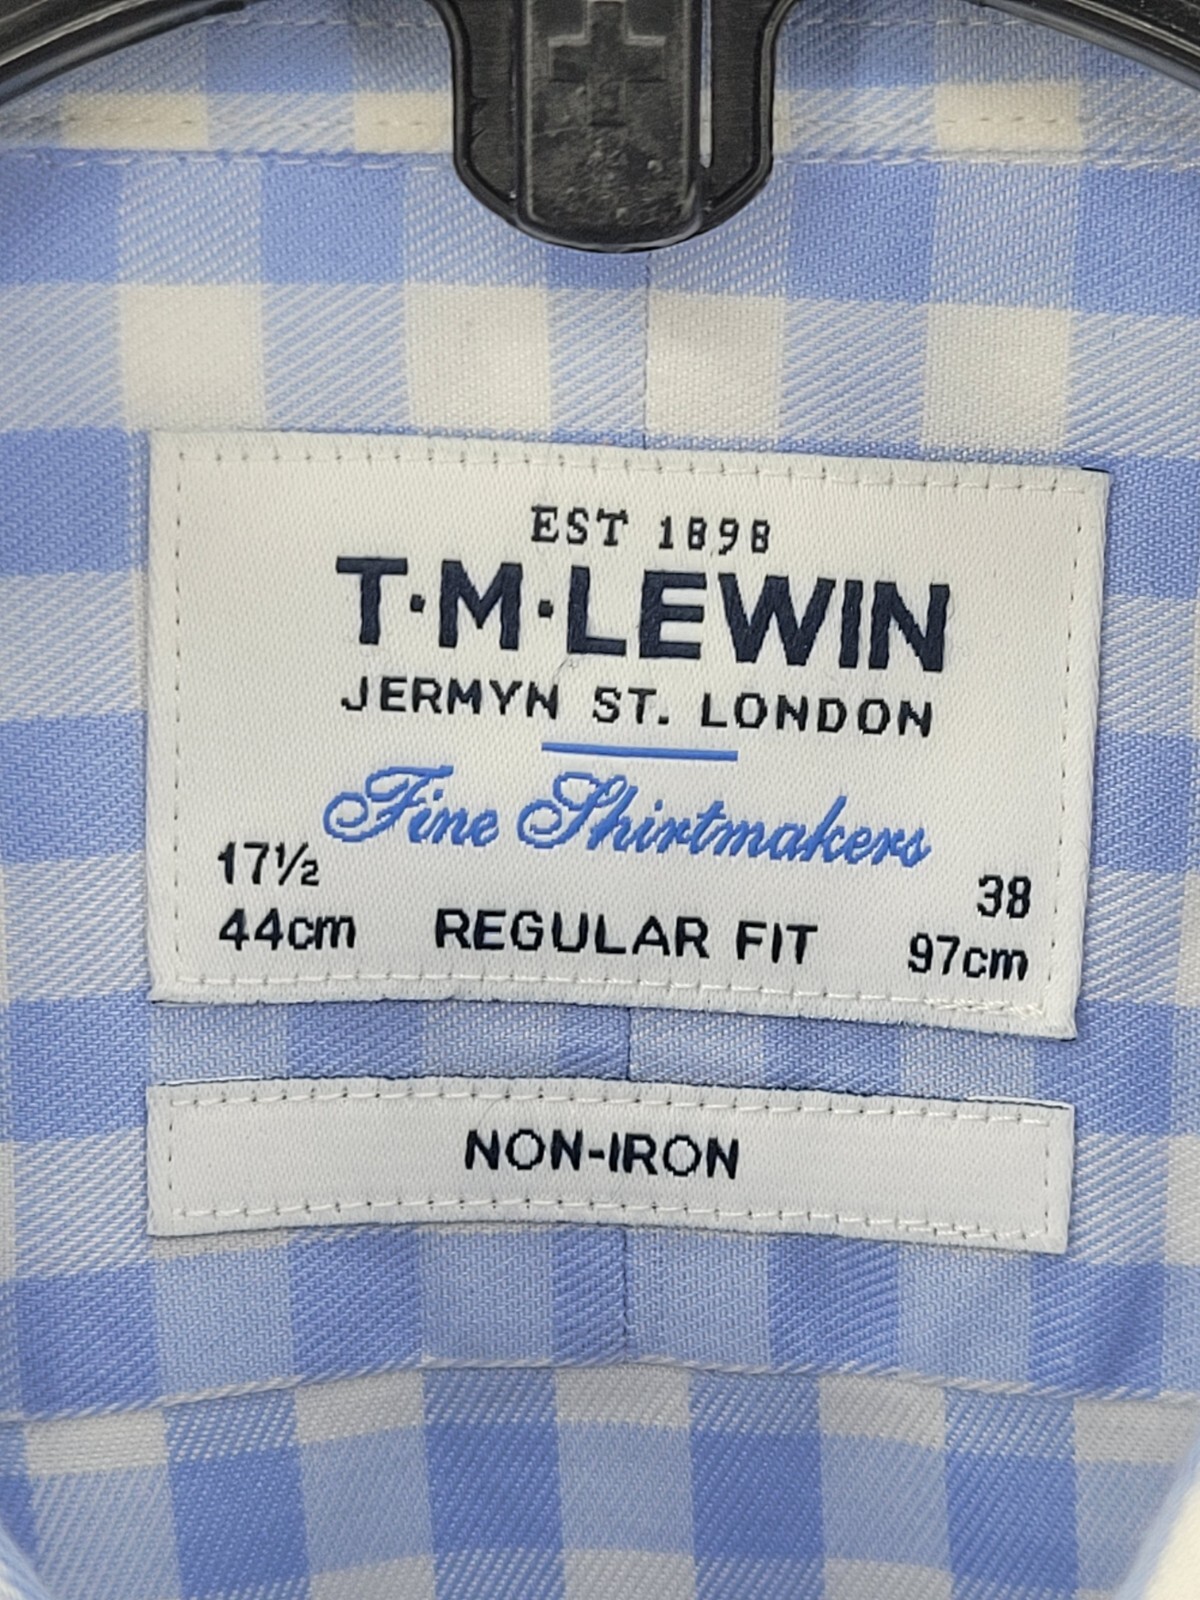 EST 1898
T·M·LEWIN
JERMYN ST. LONDON
Fine Shirtmakers
17½ 38
44cm REGULAR FIT 97cm
NON-IRON